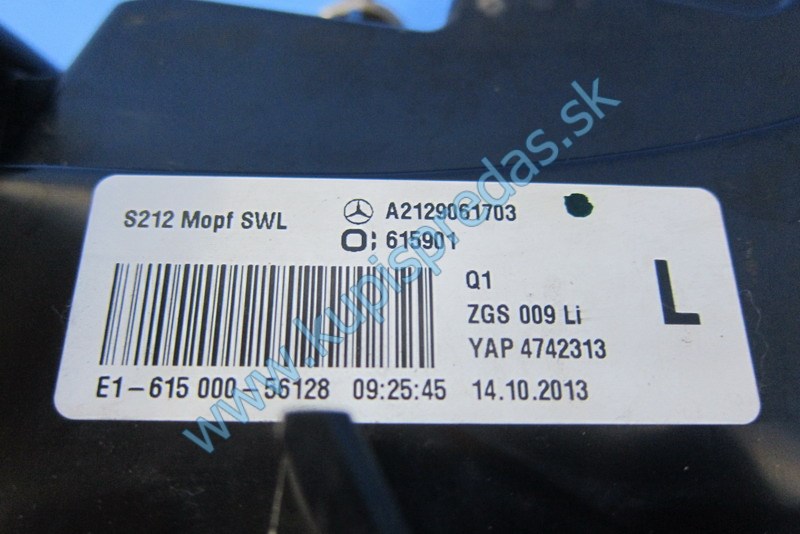 S212 Mopf SWL
A2129061703
O; 615901
Q1
ZGS 009 Li
YAP 4742313
L
E1-615 000-56128 09:25:45 14.10.2013
www.kupispredas.sk